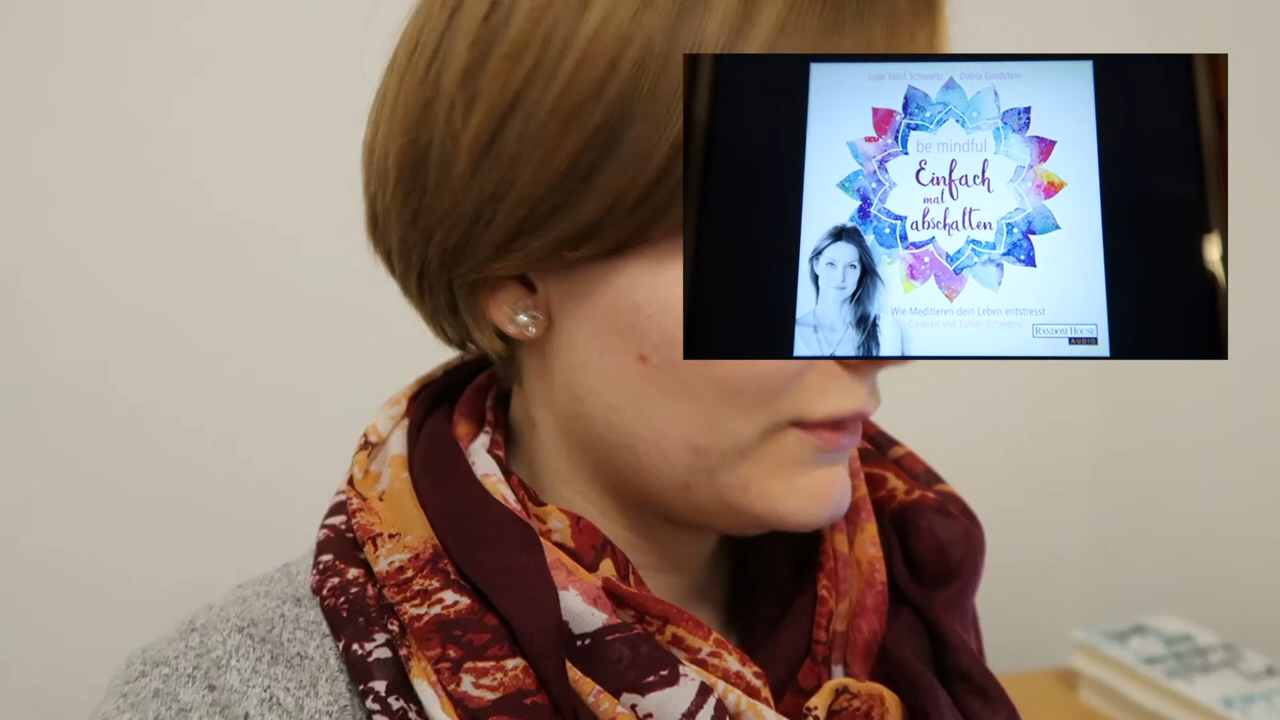 Suze Yalof Schwartz Debra Goldstein
be mindful
Einfach
mal
abschalten
Wie Meditieren dein Leben entstresst
Gelesen von Esther Schweins
RANDOM HOUSE
AUDIO